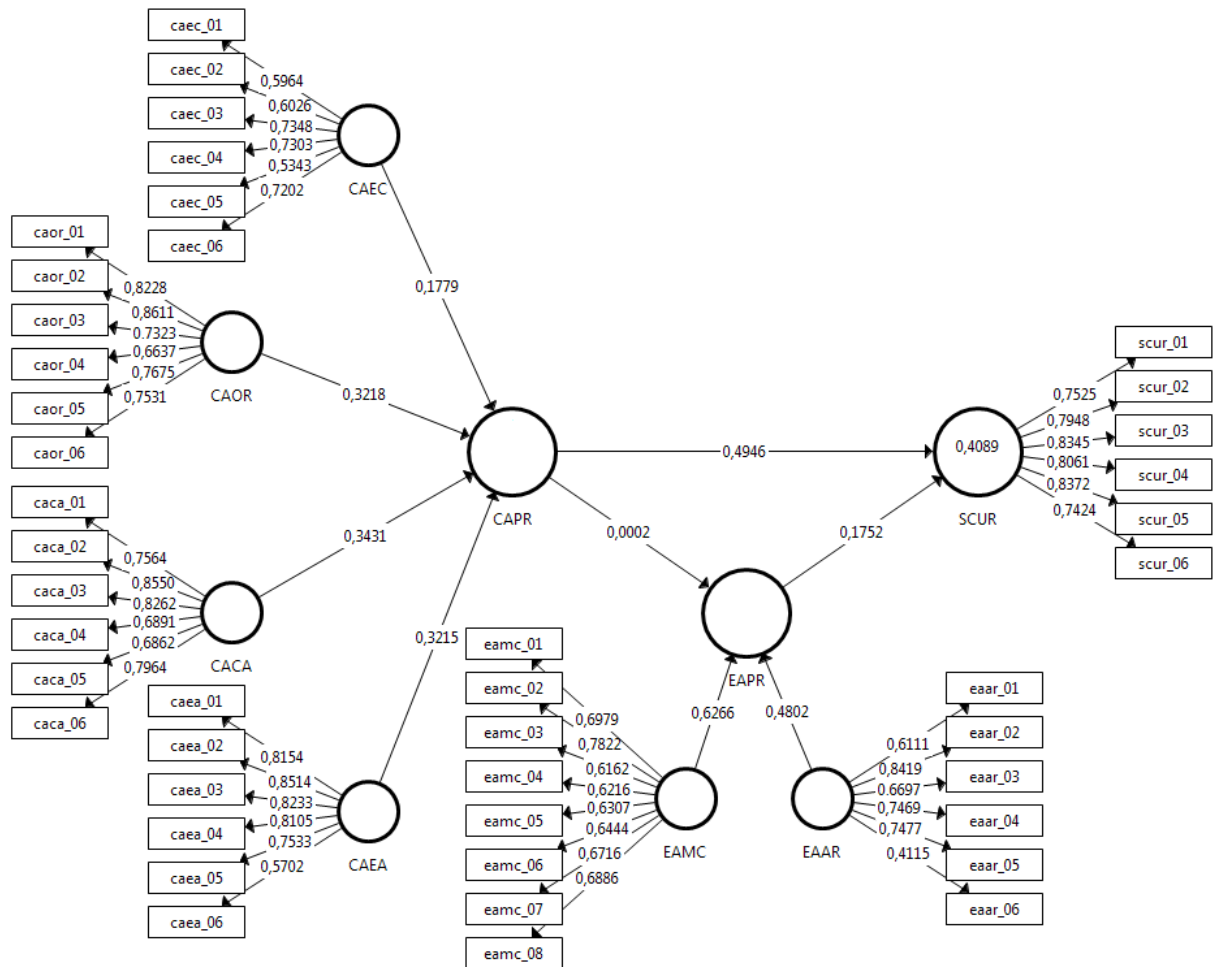 caec_01
caec_02
caec_03
caec_04
caec_05
caec_06
0,5964
0,6026
0,7348
0,7303
0,5343
0,7202
CAEC
0,1779
caor_01
caor_02
caor_03
caor_04
caor_05
caor_06
0,8228
0,8611
0,7323
0,6637
0,7675
0,7531
CAOR
0,3218
caca_01
caca_02
caca_03
caca_04
caca_05
caca_06
0,7564
0,8550
0,8262
0,6891
0,6862
0,7964
CACA
0,3431
caea_01
caea_02
caea_03
caea_04
caea_05
caea_06
0,8154
0,8514
0,8233
0,8105
0,7533
0,5702
CAEA
0,3215
CAPR
0,4946
0,0002
eamc_01
eamc_02
eamc_03
eamc_04
eamc_05
eamc_06
eamc_07
eamc_08
0,6979
0,7822
0,6162
0,6216
0,6307
0,6444
0,6716
0,6886
EAMC
0,6266
EAPR
0,1752
0,4802
EAAR
0,6111
0,8419
0,6697
0,7469
0,7477
0,4115
eaar_01
eaar_02
eaar_03
eaar_04
eaar_05
eaar_06
0,4089
SCUR
0,7525
0,7948
0,8345
0,8061
0,8372
0,7424
scur_01
scur_02
scur_03
scur_04
scur_05
scur_06